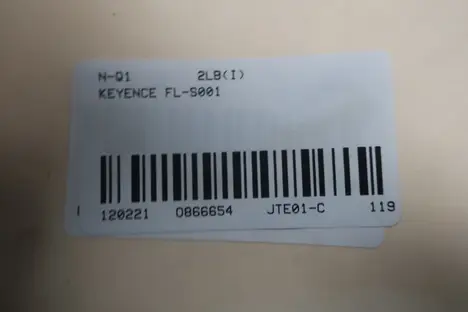 N-Q1 2LB(I)
KEYENCE FL-S001
120221 0866654 JTE01-C 119